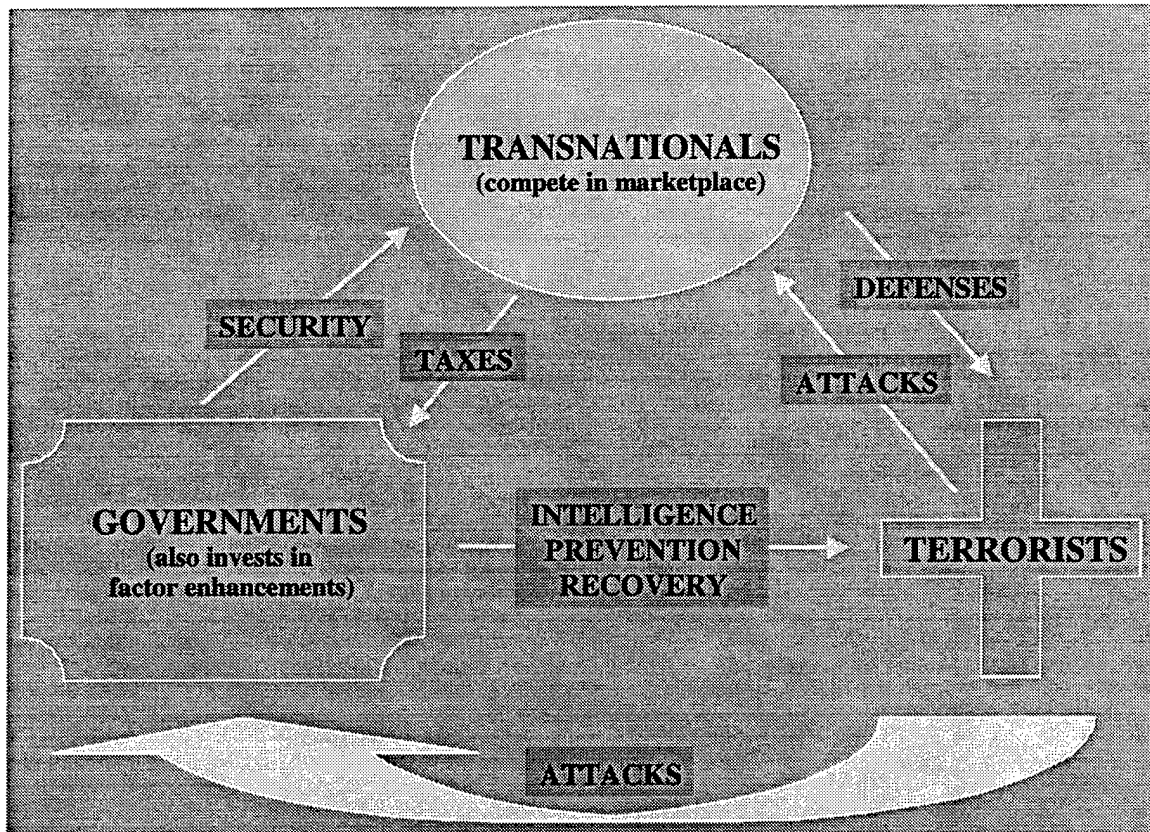 TRANSNATIONALS
(compete in marketplace)
DEFENSES
SECURITY
TAXES
ATTACKS
GOVERNMENTS
(also invests in
factor enhancements)
INTELLIGENCE
PREVENTION
RECOVERY
TERRORISTS
ATTACKS